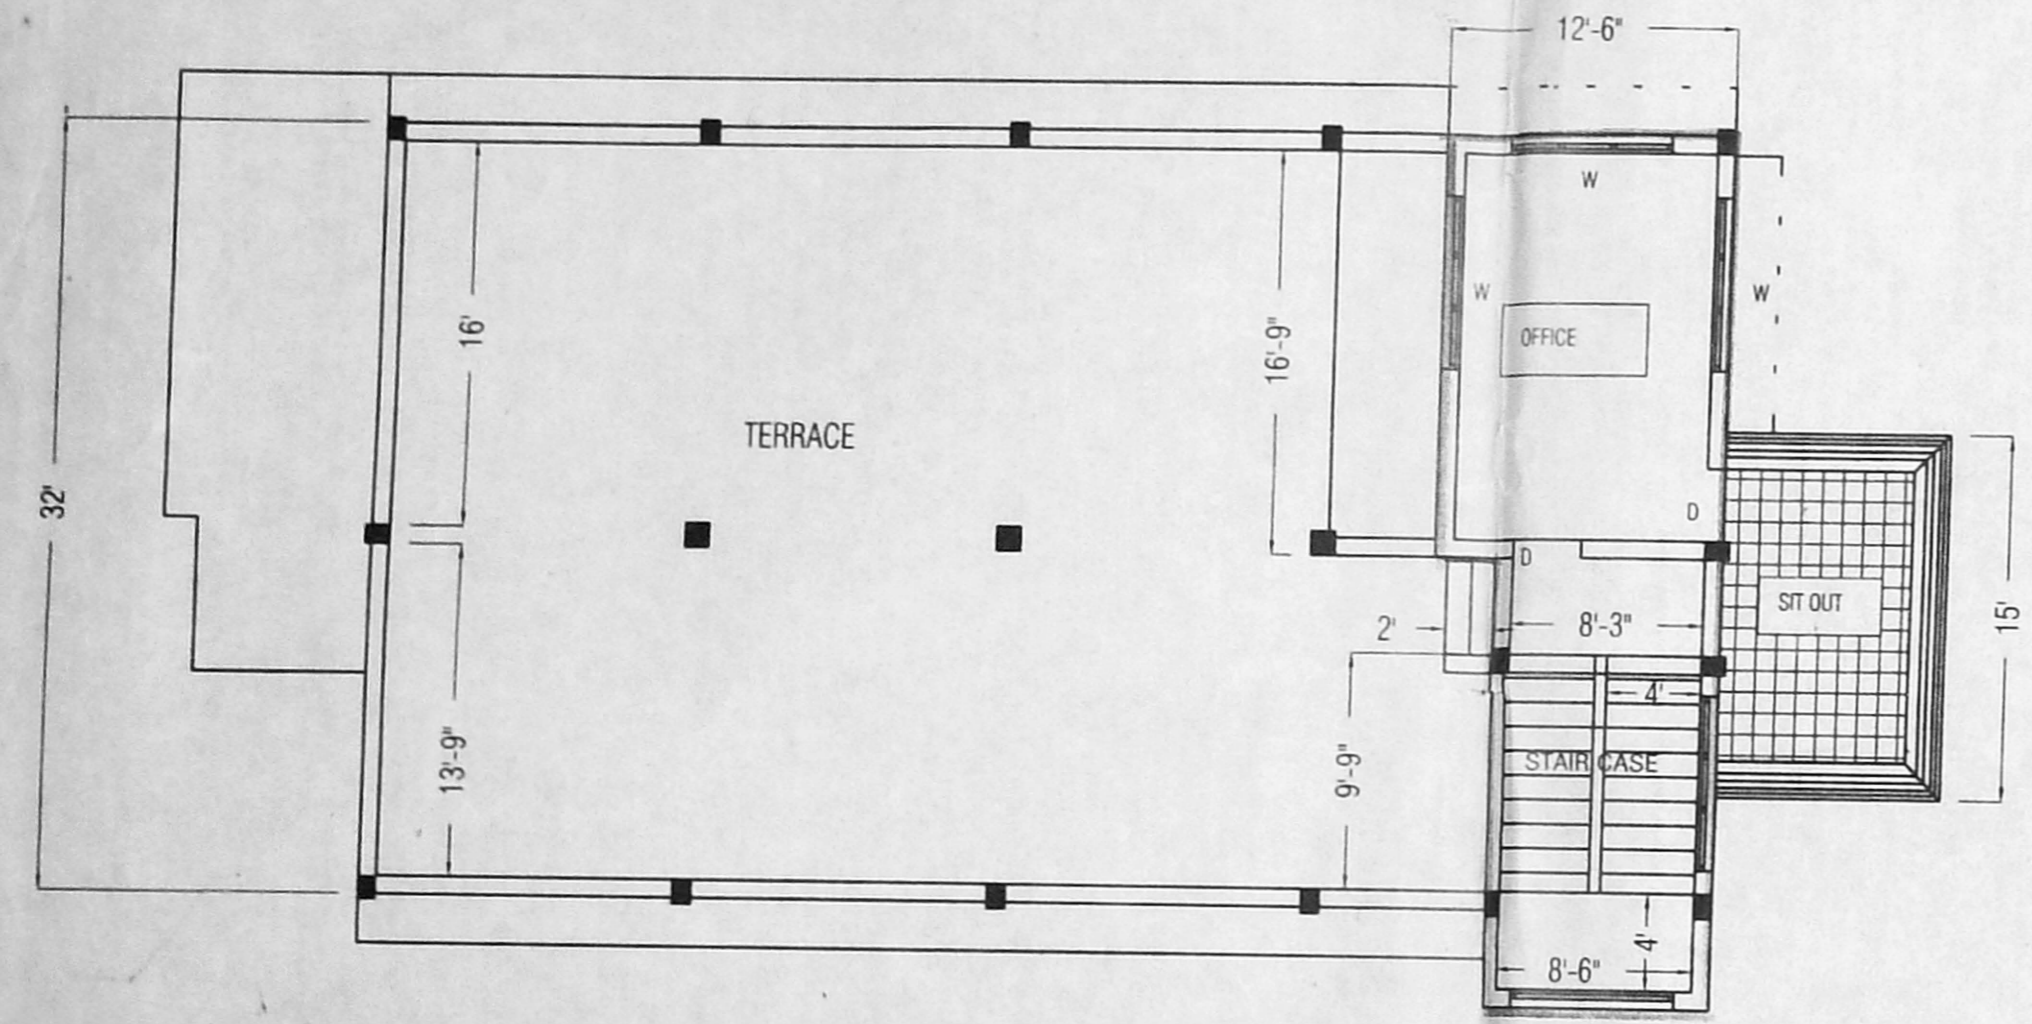 12'-6"
W
W
W
OFFICE
16'
16'-9"
TERRACE
32'
D
D
SIT OUT
15'
2'
8'-3"
4'
13'-9"
9'-9"
STAIR CASE
4'
8'-6"